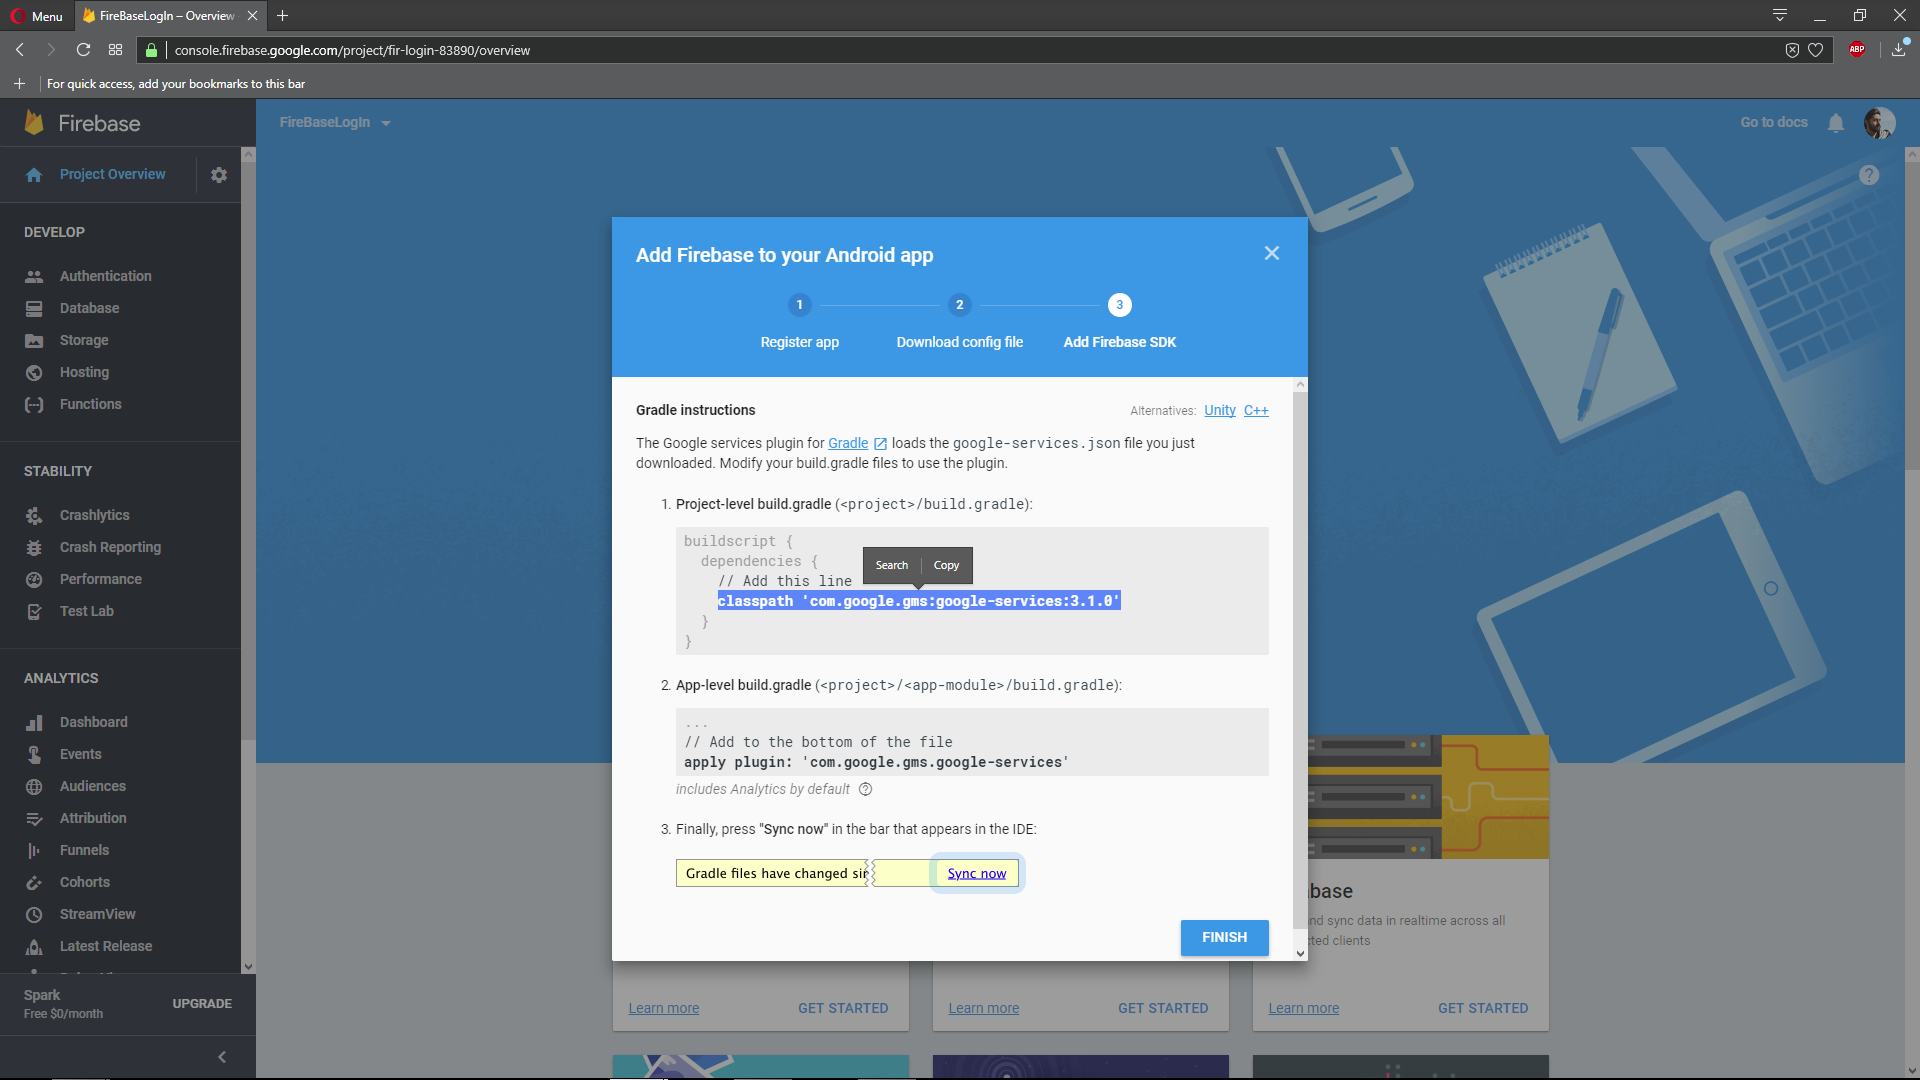 Menu
FireBaseLogIn – Overview
console.firebase.google.com/project/fir-login-83890/overview
ABP
For quick access, add your bookmarks to this bar
Firebase
FireBaseLogIn
Go to docs
Project Overview
?
DEVELOP
Authentication
Database
Storage
Hosting
Functions
STABILITY
Crashlytics
Crash Reporting
Performance
Test Lab
ANALYTICS
Dashboard
Events
Audiences
Attribution
Funnels
Cohorts
StreamView
Latest Release
Spark
Free $0/month
UPGRADE
Add Firebase to your Android app
1
2
3
Register app
Download config file
Add Firebase SDK
Gradle instructions
Alternatives: Unity C++
The Google services plugin for Gradle loads the google-services.json file you just
downloaded. Modify your build.gradle files to use the plugin.
1. Project-level build.gradle (<project>/build.gradle):
buildscript {
dependencies {
// Add this line
Search
Copy
classpath 'com.google.gms:google-services:3.1.0'
}
}
2. App-level build.gradle (<project>/<app-module>/build.gradle):
...
// Add to the bottom of the file
apply plugin: 'com.google.gms.google-services'
includes Analytics by default ?
3. Finally, press "Sync now" in the bar that appears in the IDE:
Gradle files have changed sin
Sync now
FINISH
base
nd sync data in realtime across all
ted clients
Learn more
GET STARTED
Learn more
GET STARTED
Learn more
GET STARTED